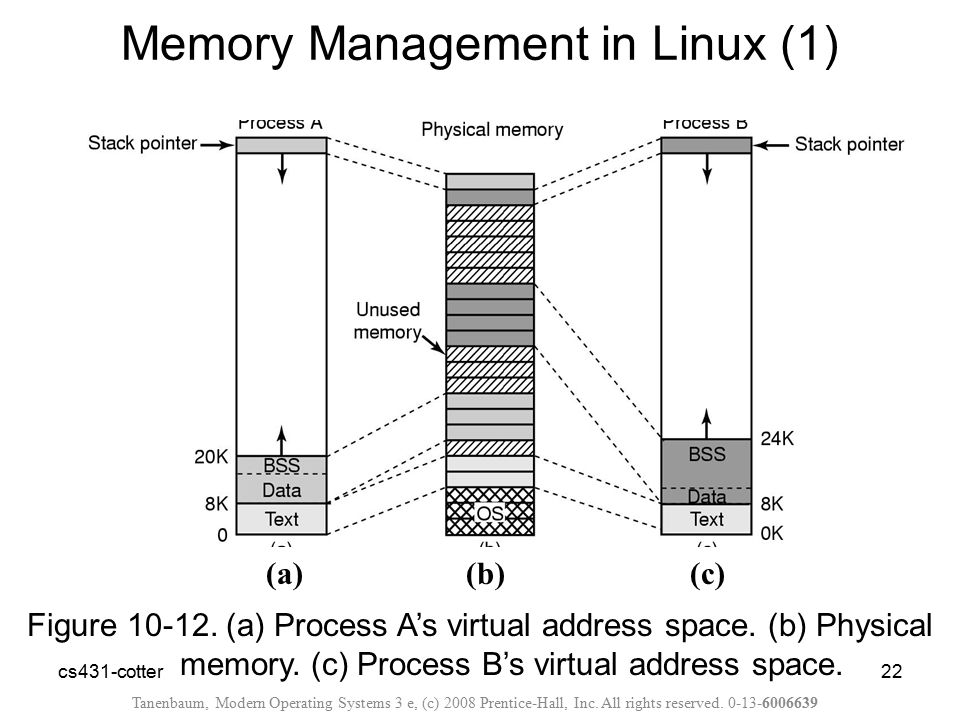 Memory Management in Linux (1)
Process A
Physical memory
Process B
Stack pointer
Stack pointer
Unused
memory
20K
BSS
Data
8K
Text
0
OS
24K
BSS
Data
8K
Text
0K
(a)
(b)
(c)
(a)
(b)
(c)
Figure 10-12. (a) Process A’s virtual address space. (b) Physical
memory. (c) Process B’s virtual address space.
cs431-cotter
22
Tanenbaum, Modern Operating Systems 3 e, (c) 2008 Prentice-Hall, Inc. All rights reserved. 0-13-6006639